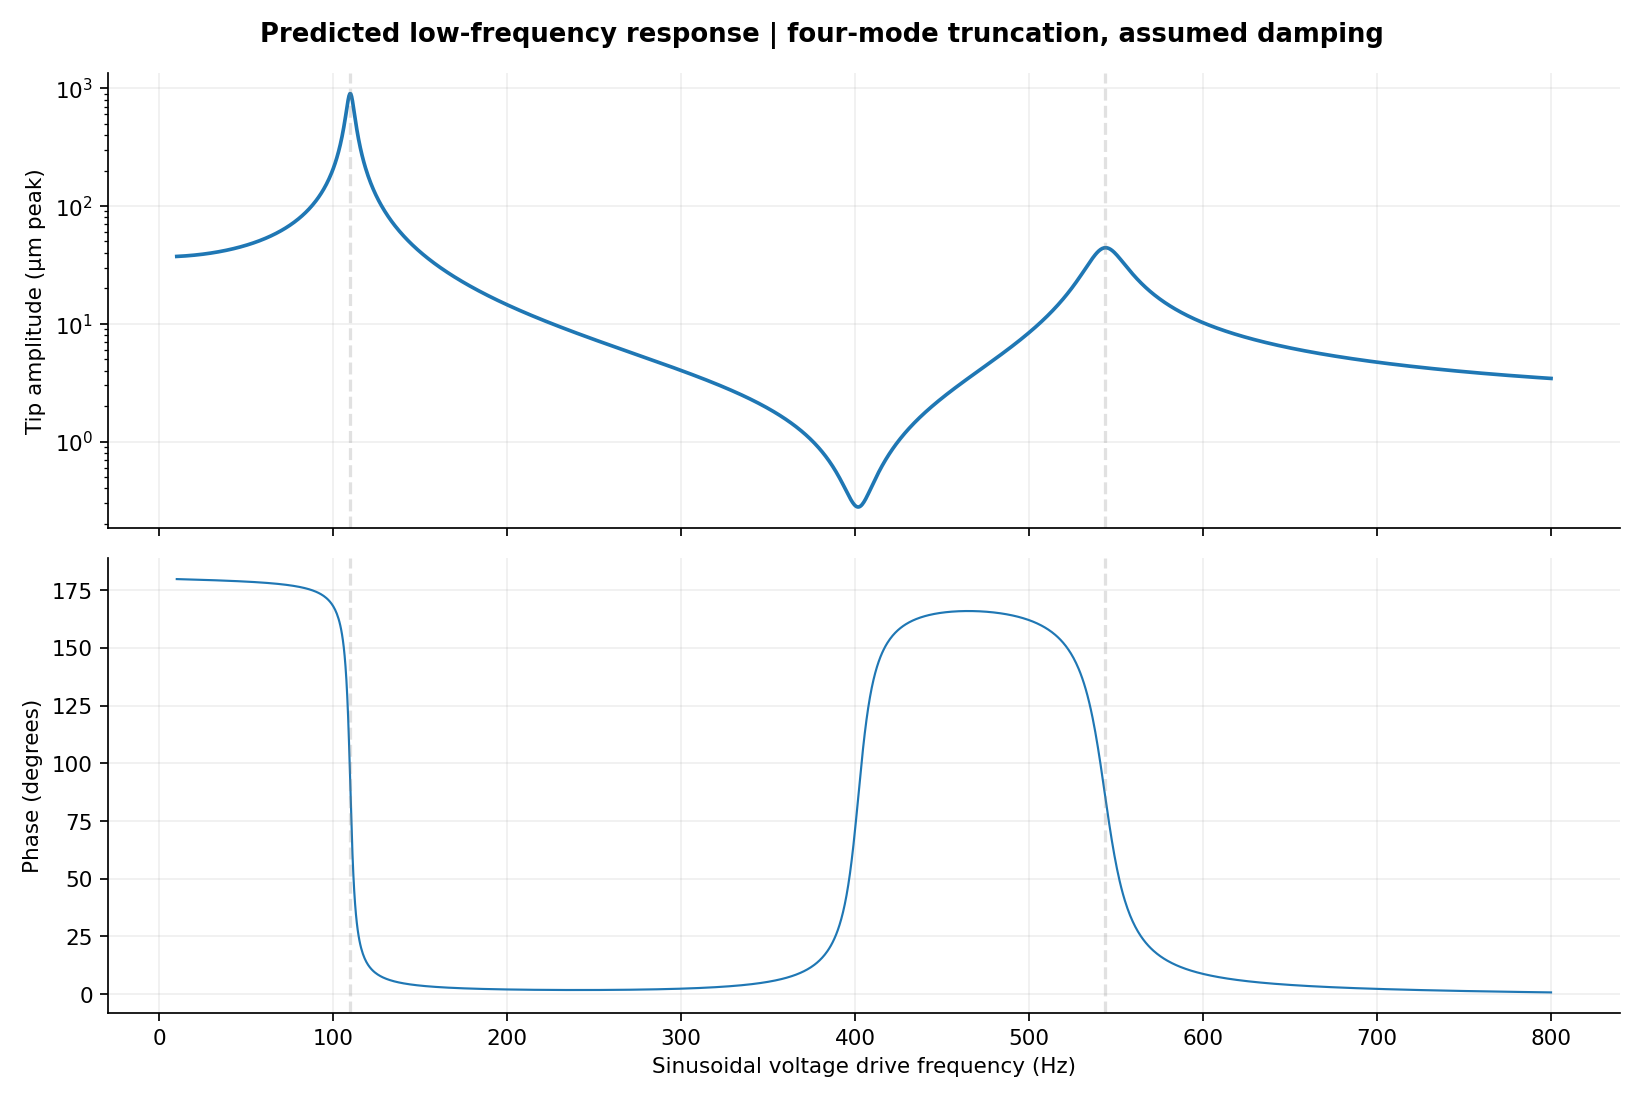 Predicted low-frequency response | four-mode truncation, assumed damping
Tip amplitude (µm peak)
10³
10²
10¹
10⁰
Phase (degrees)
175
150
125
100
75
50
25
0
0 100 200 300 400 500 600 700 800
Sinusoidal voltage drive frequency (Hz)